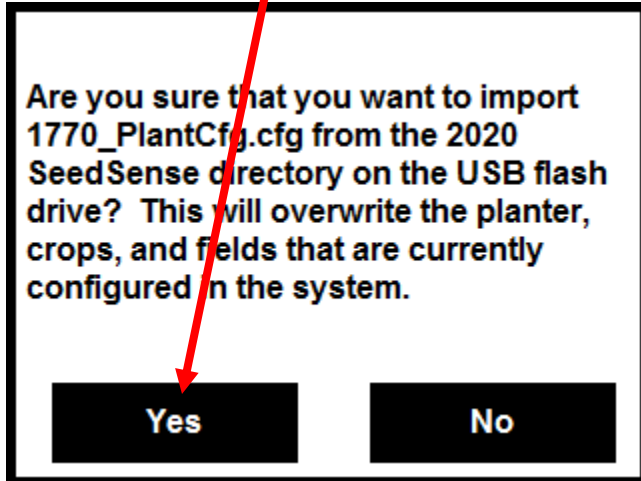 Are you sure that you want to import
1770_PlantCfg.cfg from the 2020
SeedSense directory on the USB flash
drive?  This will overwrite the planter,
crops, and fields that are currently
configured in the system.
Yes
No